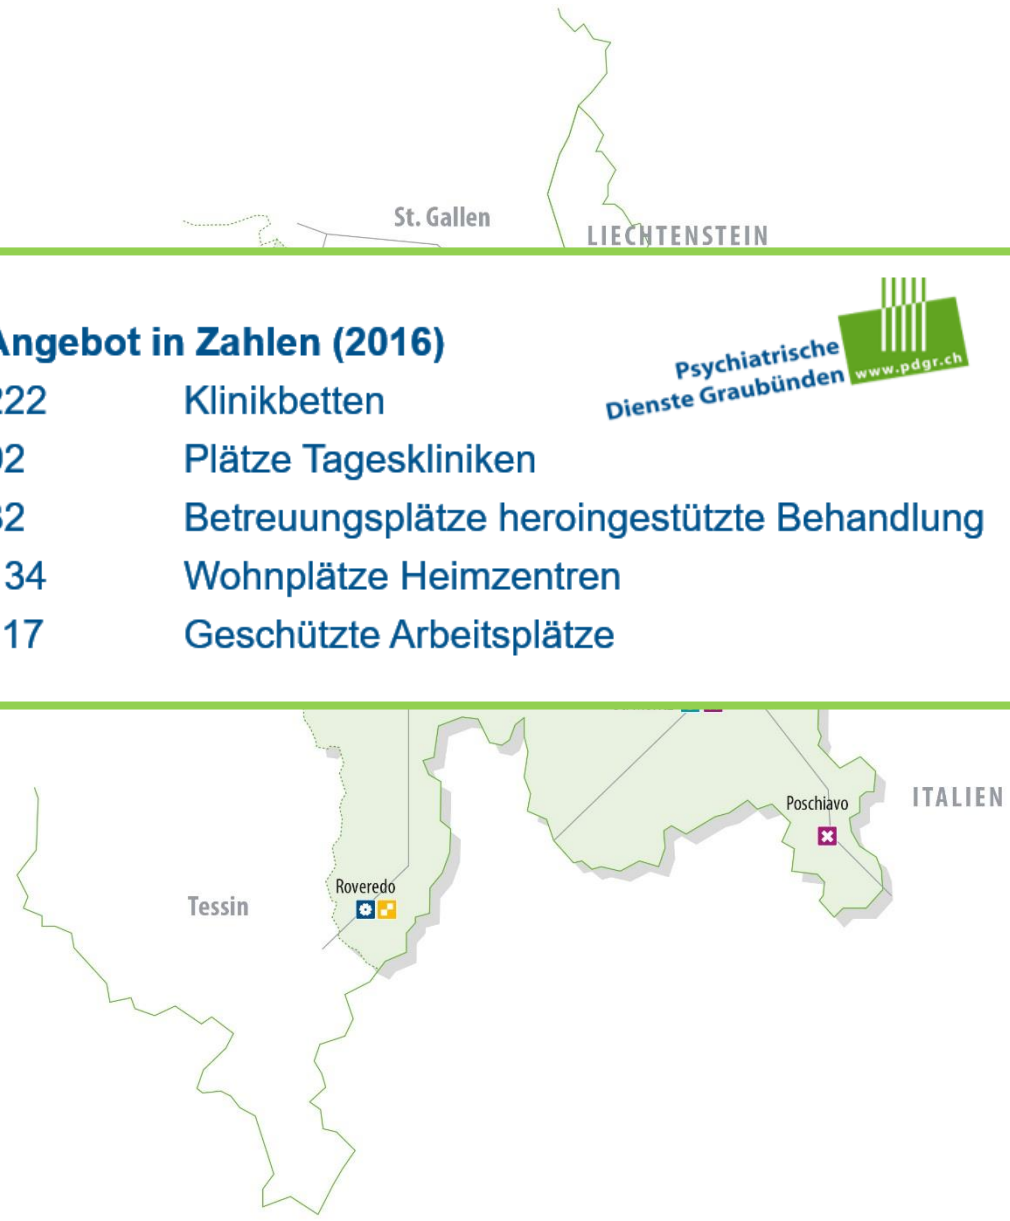 St. Gallen
LIECHTENSTEIN
Angebot in Zahlen (2016)
Psychiatrische
Dienste Graubünden
www.pdgr.ch
222 Klinikbetten
Plätze Tageskliniken
Betreuungsplätze heroingestützte Behandlung
34 Wohnplätze Heimzentren
17 Geschützte Arbeitsplätze
Poschiavo
ITALIEN
Roveredo
Tessin